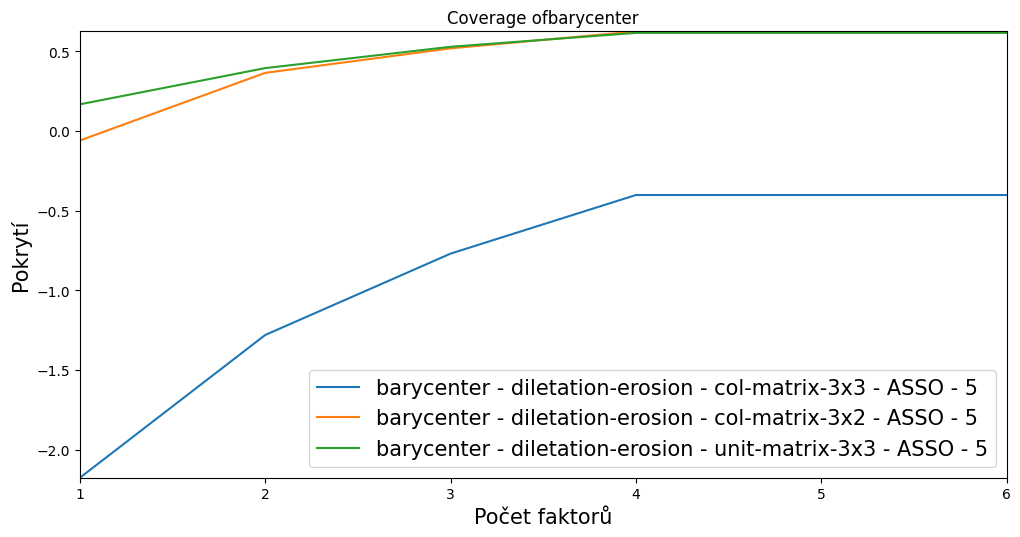 Coverage ofbarycenter
0.5
0.0
−0.5
−1.0
−1.5
−2.0
Pokrytí
barycenter - diletation-erosion - col-matrix-3x3 - ASSO - 5
barycenter - diletation-erosion - col-matrix-3x2 - ASSO - 5
barycenter - diletation-erosion - unit-matrix-3x3 - ASSO - 5
1 2 3 4 5 6
Počet faktorů